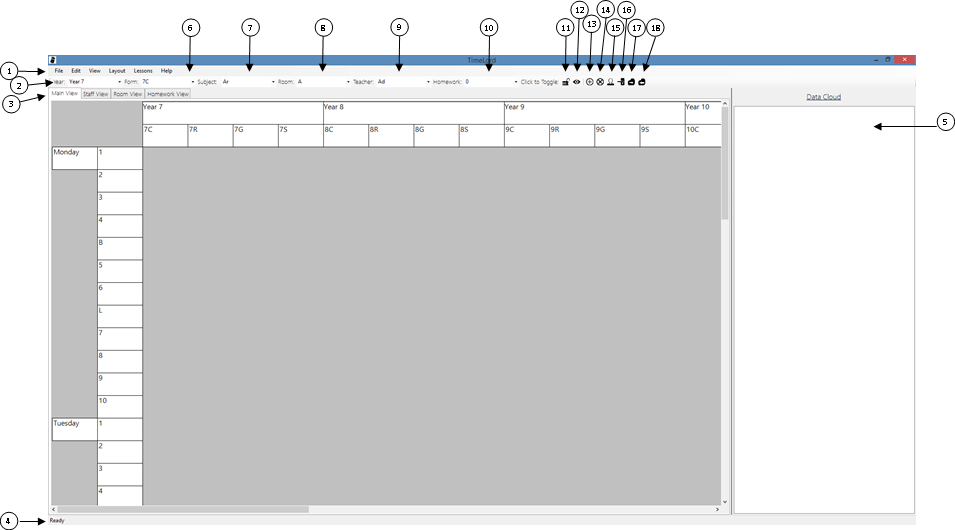 6 7 8 9 10 11 12 13 14 15 16 17 18
TimeLord
1
File Edit View Layout Lessons Help
2
Year: Year 7 Form: 7C Subject: Ar Room: A Teacher: Ad Homework: 0 Click to Toggle:
3
Main View Staff View Room View Homework View
Data Cloud
Year 7 Year 8 Year 9 Year 10
5
7C 7R 7G 7S 8C 8R 8G 8S 9C 9R 9G 9S 10C
Monday 1
2
3
4
B
5
6
L
7
8
9
10
Tuesday 1
2
3
4
4
Ready